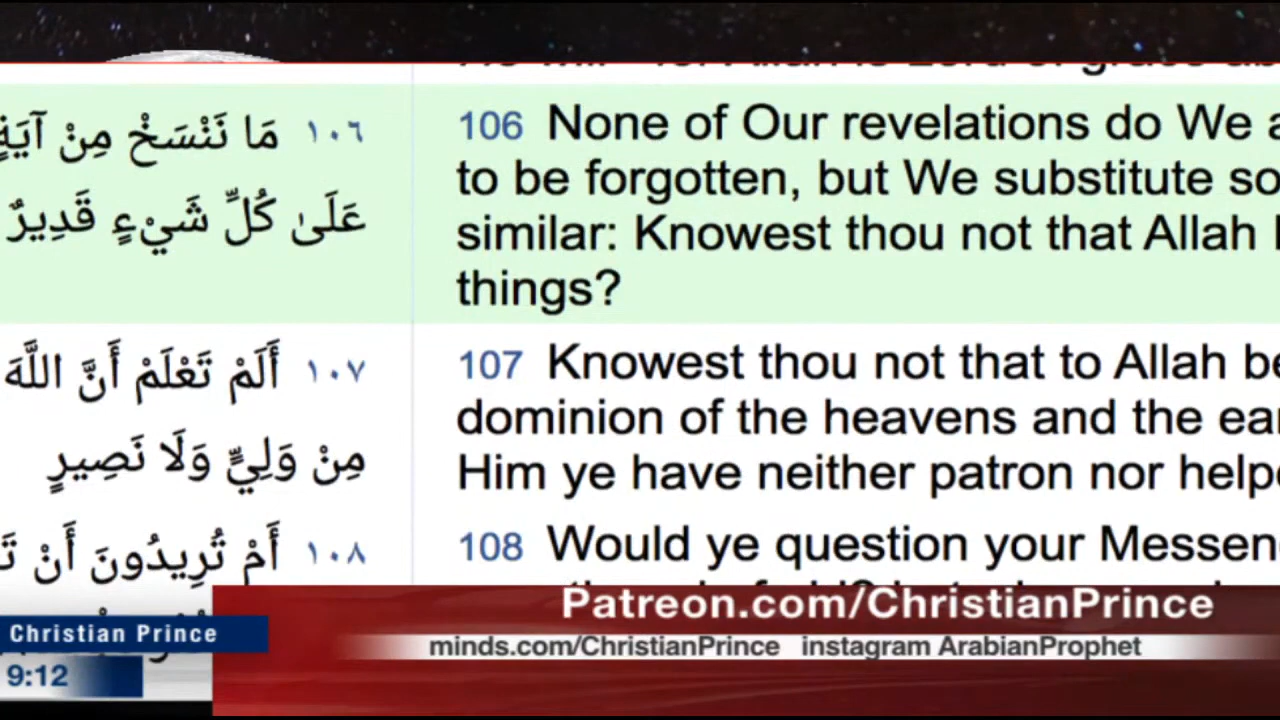 ١٠٦ مَا نَنْسَخْ مِنْ آيَةٍ
عَلَىٰ كُلِّ شَيْءٍ قَدِيرٌ
106 None of Our revelations do We a
to be forgotten, but We substitute so
similar: Knowest thou not that Allah
things?
١٠٧ أَلَمْ تَعْلَمْ أَنَّ اللَّهَ
مِنْ وَلِيٍّ وَلَا نَصِيرٍ
107 Knowest thou not that to Allah be
dominion of the heavens and the ea
Him ye have neither patron nor help
١٠٨ أَمْ تُرِيدُونَ أَنْ تَ
108 Would ye question your Messen
Patreon.com/ChristianPrince
Christian Prince
minds.com/ChristianPrince instagram ArabianProphet
9:12